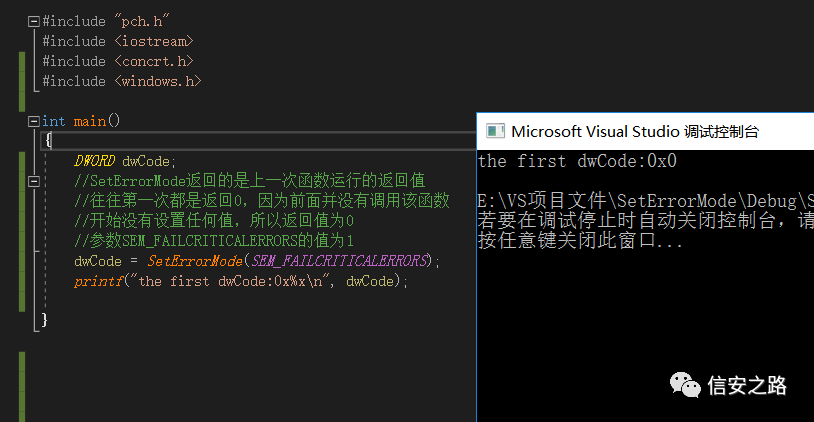 #include "pch.h"
#include <iostream>
#include <concrt.h>
#include <windows.h>
int main()
{
DWORD dwCode;
//SetErrorMode返回的是上一次函数运行的返回值
//往往第一次都是返回0，因为前面并没有调用该函数
//开始没有设置任何值，所以返回值为0
//参数SEM_FAILCRITICALERRORS的值为1
dwCode = SetErrorMode(SEM_FAILCRITICALERRORS);
printf("the first dwCode:0x%x\n", dwCode);
}
Microsoft Visual Studio 调试控制台
the first dwCode:0x0
E:\VS项目文件\SetErrorMode\Debug\S
若要在调试停止时自动关闭控制台，请
按任意键关闭此窗口...
信安之路